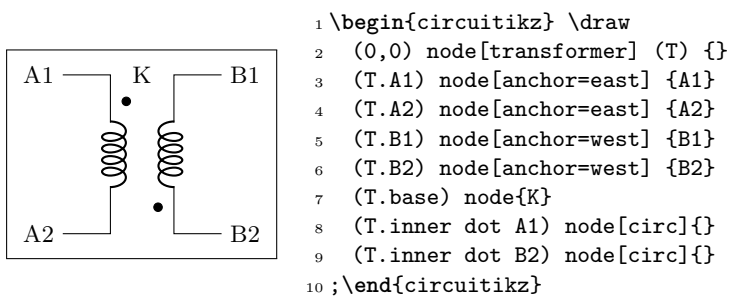 A1 K B1
A2 B2
1 \begin{circuitikz} \draw
2 (0,0) node[transformer] (T) {}
3 (T.A1) node[anchor=east] {A1}
4 (T.A2) node[anchor=east] {A2}
5 (T.B1) node[anchor=west] {B1}
6 (T.B2) node[anchor=west] {B2}
7 (T.base) node{K}
8 (T.inner dot A1) node[circ]{}
9 (T.inner dot B2) node[circ]{}
10 ;\end{circuitikz}